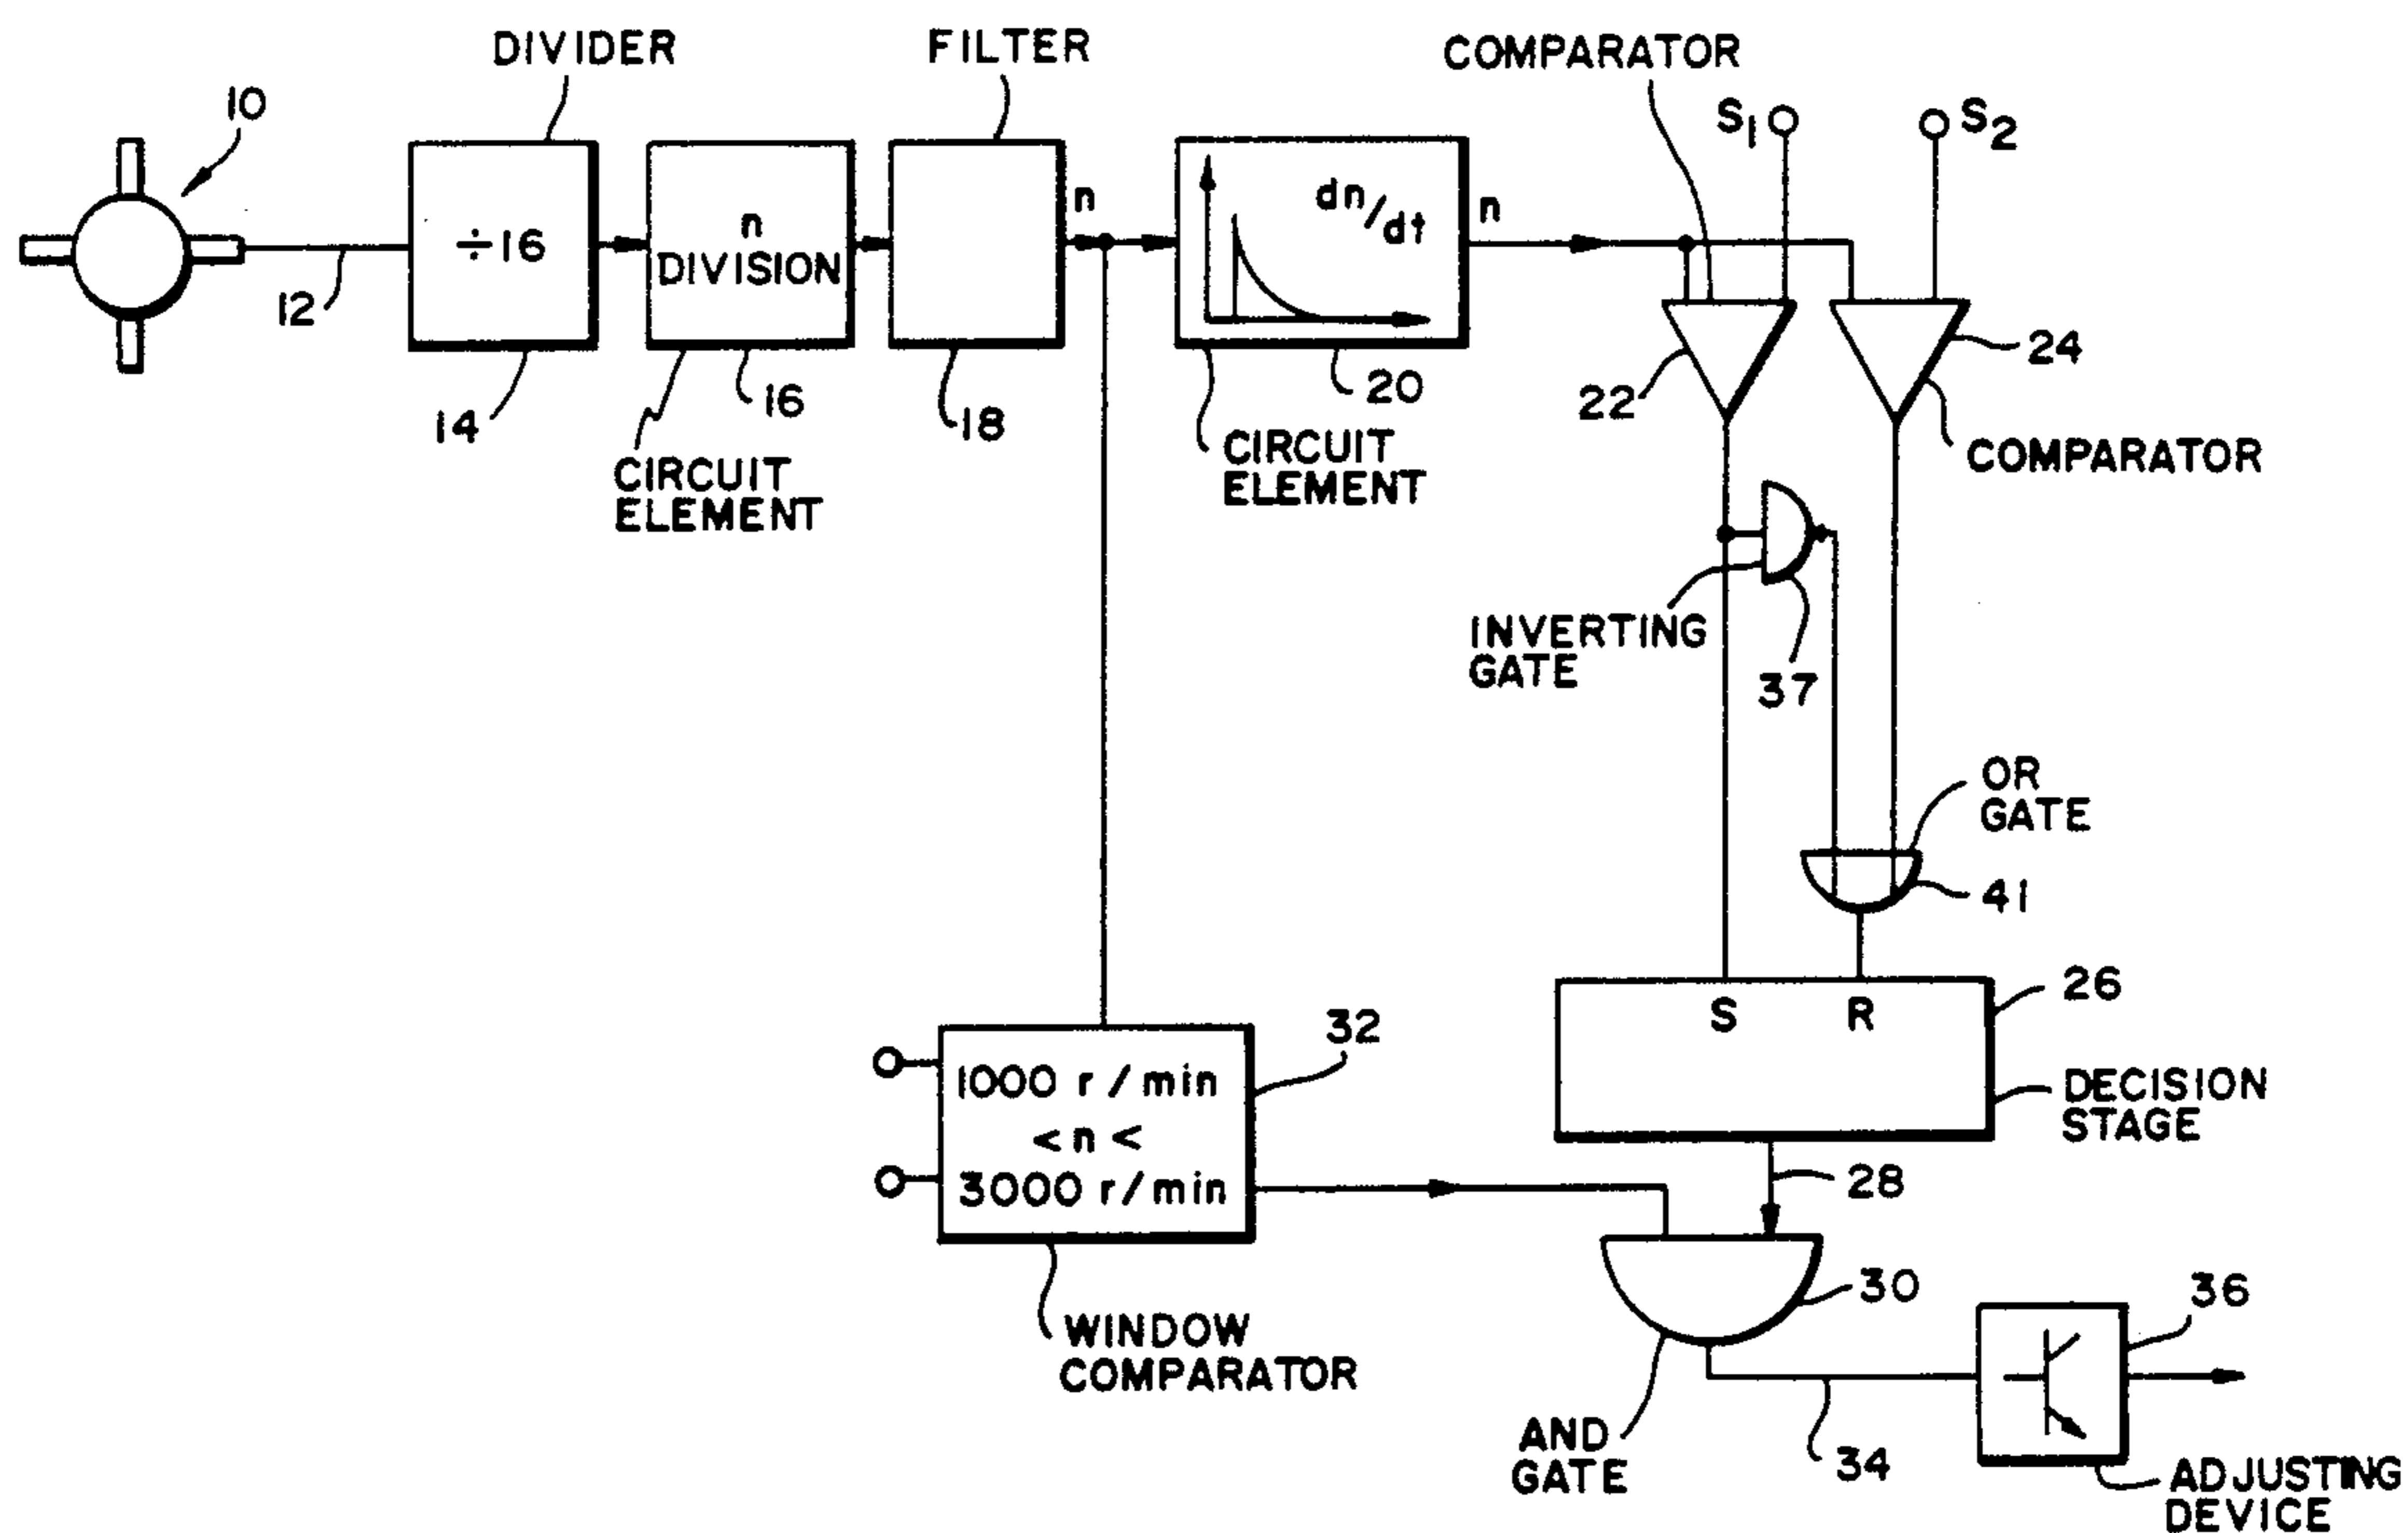 DIVIDER
FILTER
COMPARATOR
S1
S2
10
12
÷16
n
DIVISION
n
dn/dt
n
14
16
18
20
22
24
CIRCUIT
ELEMENT
CIRCUIT
ELEMENT
COMPARATOR
INVERTING
GATE
37
OR
GATE
41
S
R
26
DECISION
STAGE
32
1000 r/min
<n<
3000 r/min
28
30
WINDOW
COMPARATOR
AND
GATE
34
36
ADJUSTING
DEVICE